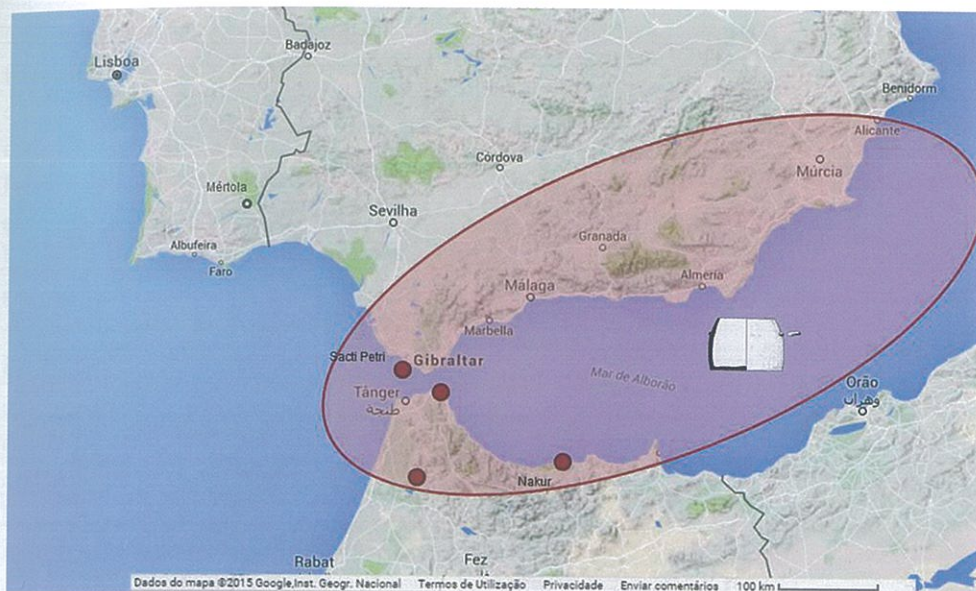 Badajoz
Lisboa
Benidorm
Alicante
Córdova
Múrcia
Mértola
Sevilha
Granada
Albufeira
Faro
Almeria
Málaga
Marbella
Sacti Petri
Gibraltar
Mar de Alborão
Tânger
طنجة
Orão
وهران
Nakur
Rabat
Fez
Dados do mapa ©2015 Google,Inst. Geogr. Nacional Termos de Utilização Privacidade Enviar comentários 100 km